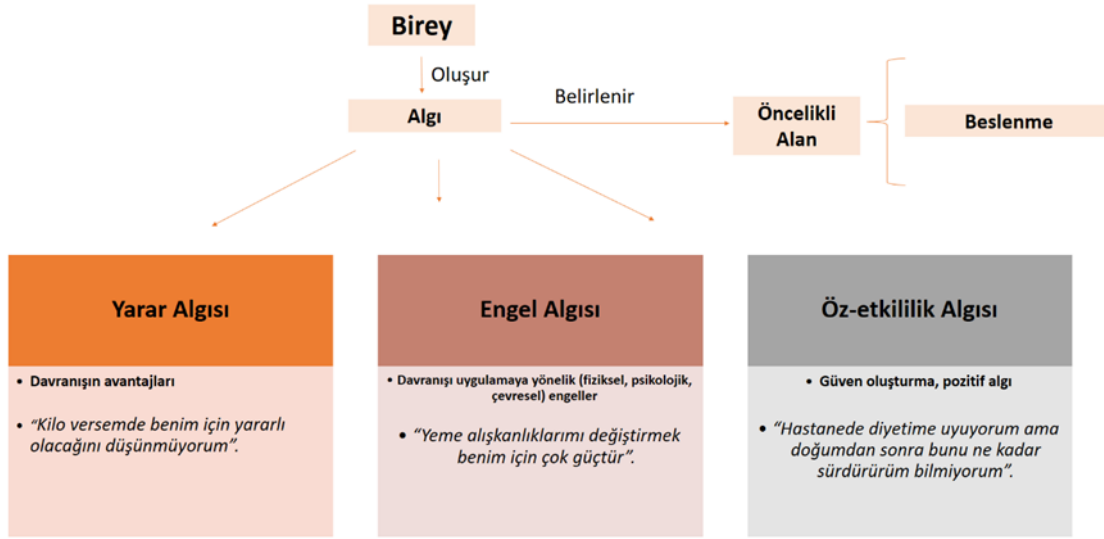 Birey
Oluşur
Algı
Belirlenir
Öncelikli
Alan
Beslenme
Yarar Algısı
• Davranışın avantajları
• “Kilo versemde benim için yararlı
olacağını düşünmüyorum”.
Engel Algısı
• Davranışı uygulamaya yönelik (fiziksel, psikolojik,
çevresel) engeller
• “Yeme alışkanlıklarımı değiştirmek
benim için çok güçtür”.
Öz-etkililik Algısı
• Güven oluşturma, pozitif algı
• “Hastanede diyetime uyuyorum ama
doğumdan sonra bunu ne kadar
sürdürürüm bilmiyorum”.